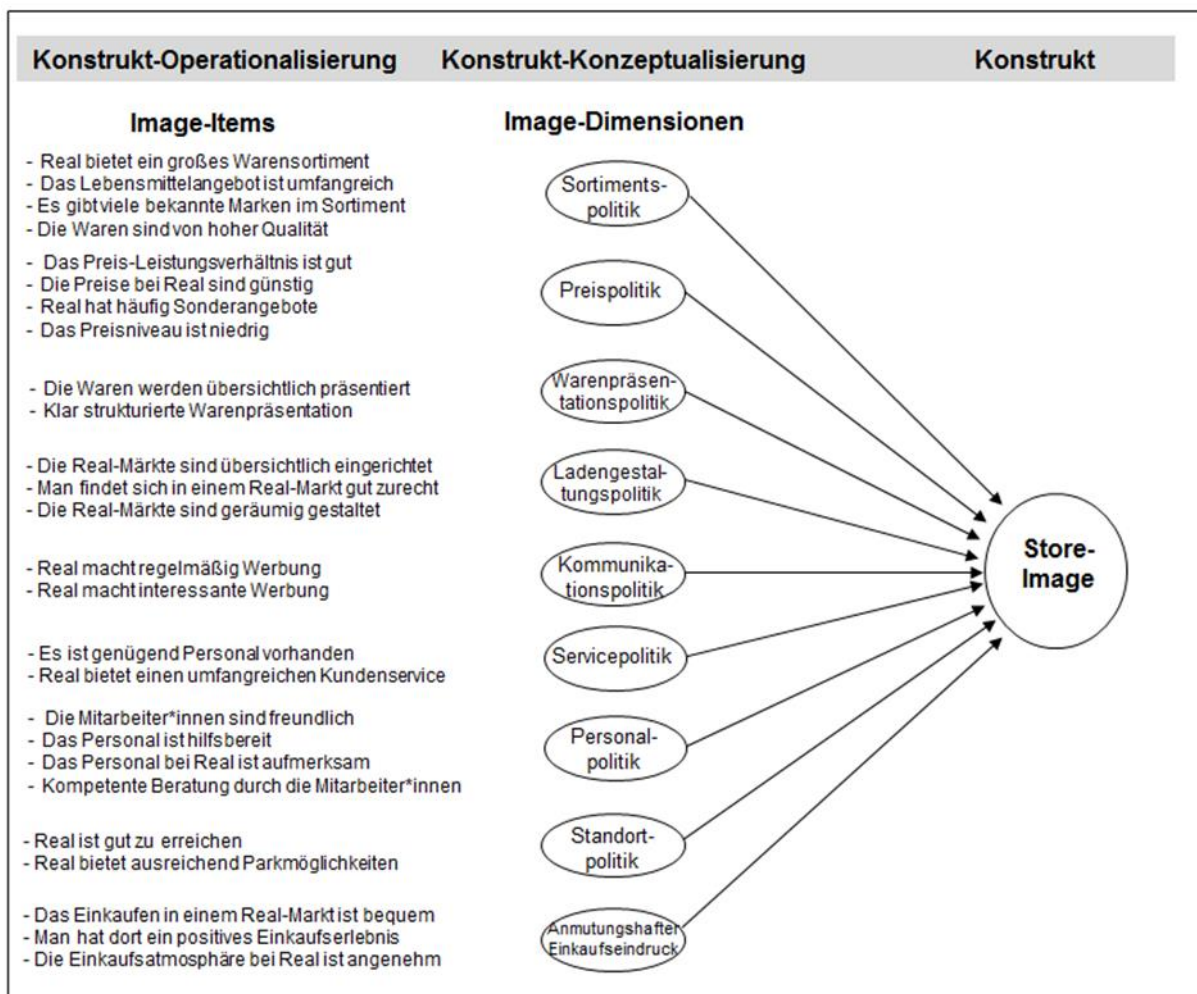 Konstrukt-Operationalisierung Konstrukt-Konzeptualisierung Konstrukt
Image-Items Image-Dimensionen
- Real bietet ein großes Warensortiment
- Das Lebensmittelangebot ist umfangreich
- Es gibt viele bekannte Marken im Sortiment
- Die Waren sind von hoher Qualität
Sortiments-
politik
- Das Preis-Leistungsverhältnis ist gut
- Die Preise bei Real sind günstig
- Real hat häufig Sonderangebote
- Das Preisniveau ist niedrig
Preispolitik
- Die Waren werden übersichtlich präsentiert
- Klar strukturierte Warenpräsentation
Warenpräsen-
tationspolitik
- Die Real-Märkte sind übersichtlich eingerichtet
- Man findet sich in einem Real-Markt gut zurecht
- Die Real-Märkte sind geräumig gestaltet
Ladengestal-
tungspolitik
- Real macht regelmäßig Werbung
- Real macht interessante Werbung
Kommunika-
tionspolitik
- Es ist genügend Personal vorhanden
- Real bietet einen umfangreichen Kundenservice
Servicepolitik
- Die Mitarbeiter*innen sind freundlich
- Das Personal ist hilfsbereit
- Das Personal bei Real ist aufmerksam
- Kompetente Beratung durch die Mitarbeiter*innen
Personal-
politik
- Real ist gut zu erreichen
- Real bietet ausreichend Parkmöglichkeiten
Standort-
politik
- Das Einkaufen in einem Real-Markt ist bequem
- Man hat dort ein positives Einkaufserlebnis
- Die Einkaufsatmosphäre bei Real ist angenehm
Anmutungshafter
Einkaufseindruck
Store-
Image